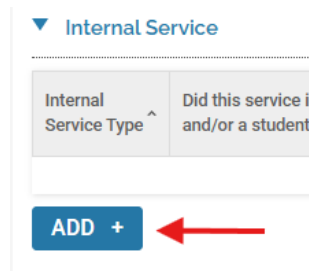 Internal Service
Internal
Service Type
Did this service i
and/or a student
ADD +